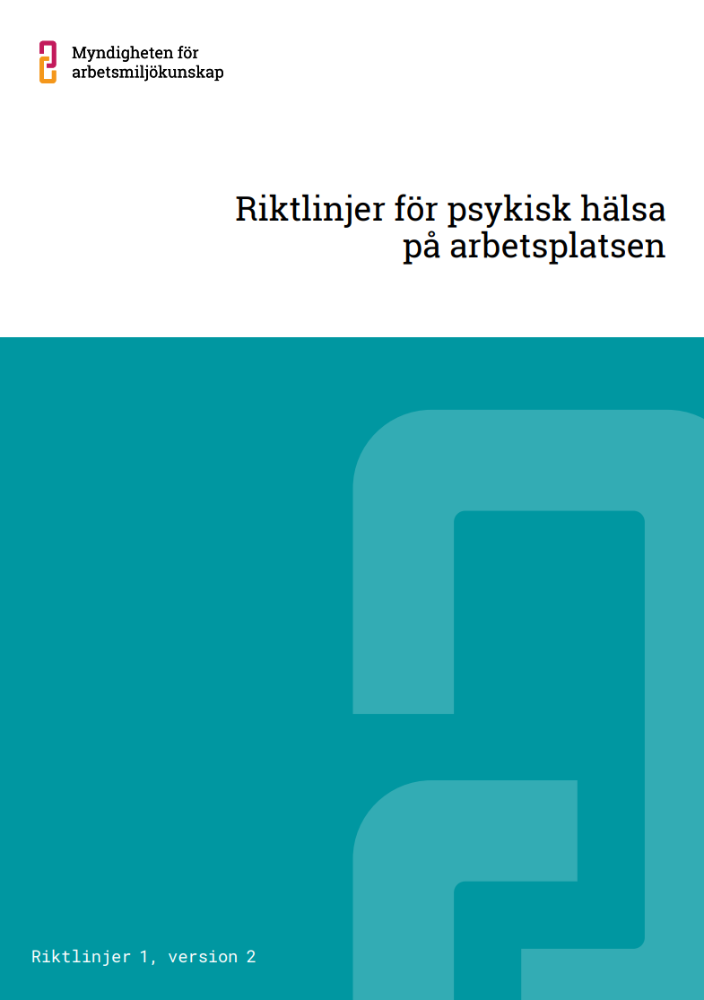 Myndigheten för
arbetsmiljökunskap
Riktlinjer för psykisk hälsa
på arbetsplatsen
Riktlinjer 1, version 2